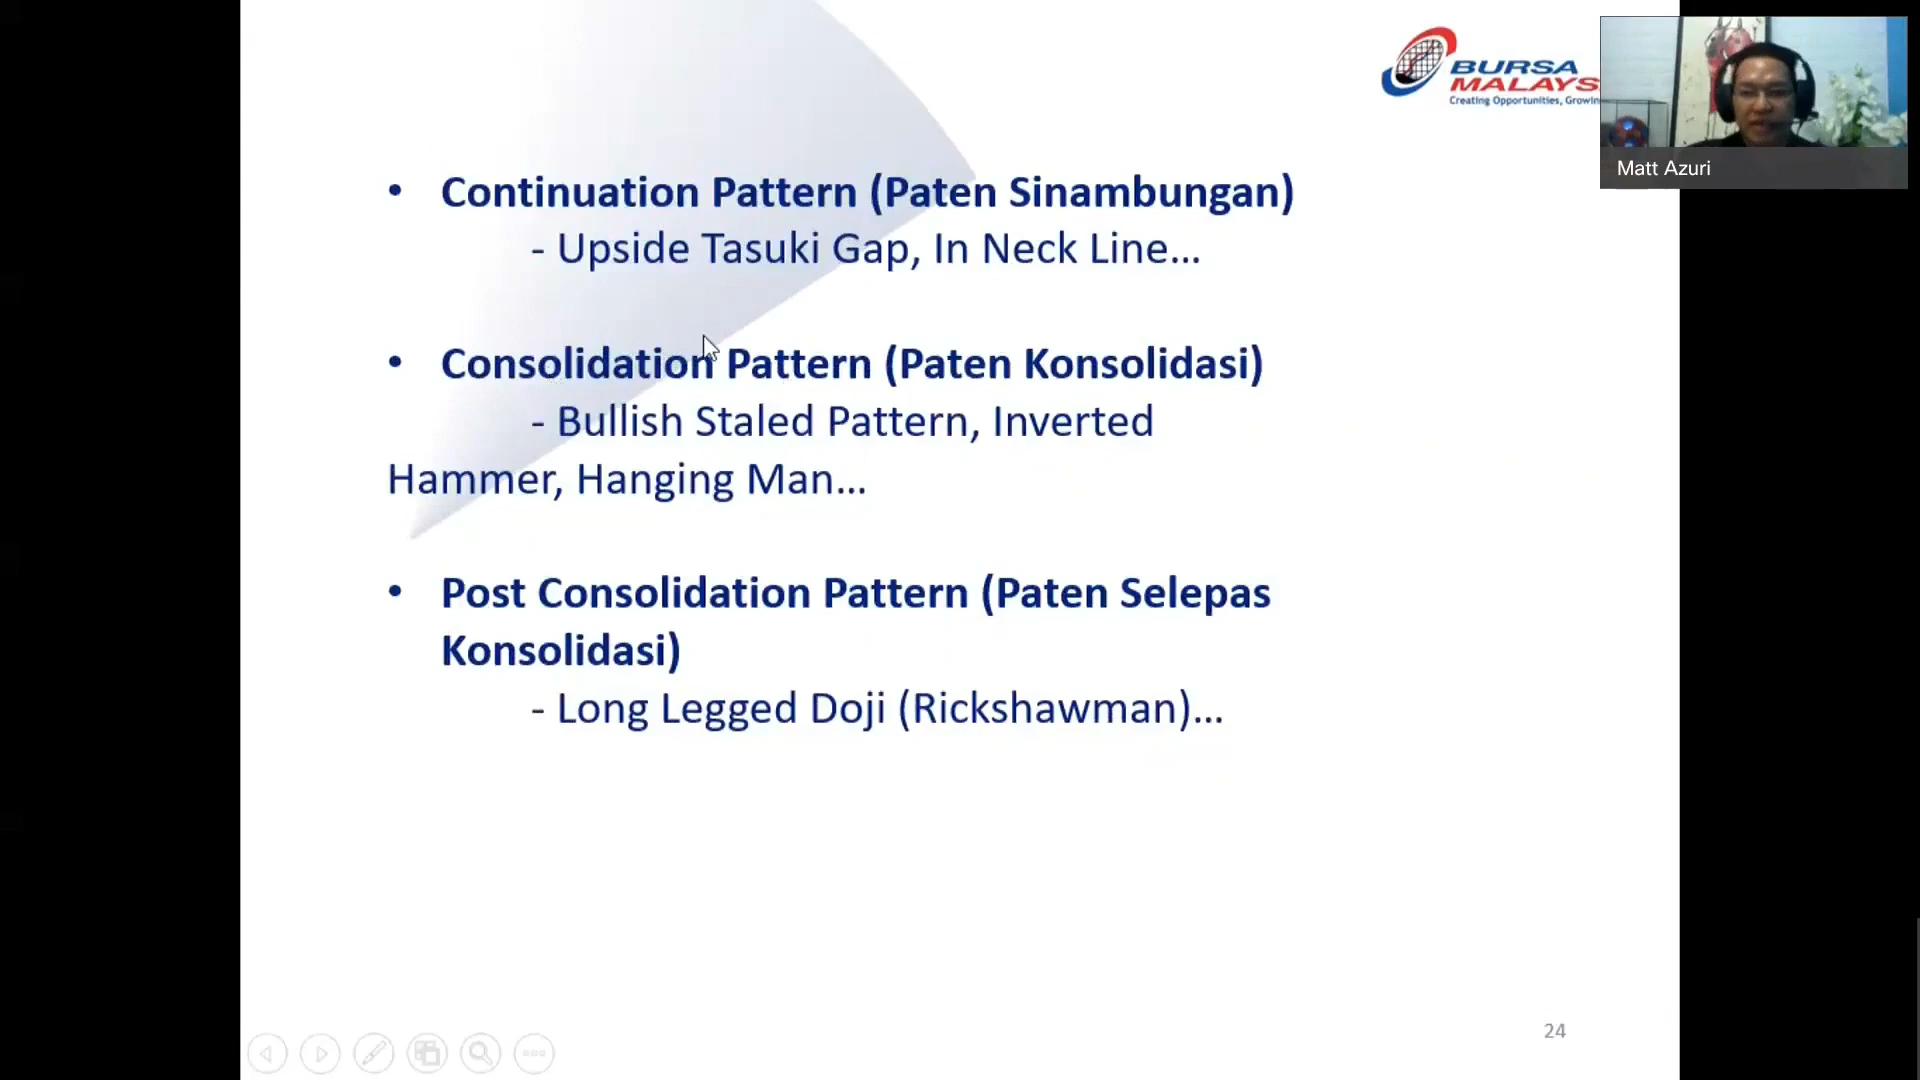 BURSA
MALAYS
Creating Opportunities, Growin
Matt Azuri
• Continuation Pattern (Paten Sinambungan)
- Upside Tasuki Gap, In Neck Line...
• Consolidation Pattern (Paten Konsolidasi)
- Bullish Staled Pattern, Inverted
Hammer, Hanging Man...
• Post Consolidation Pattern (Paten Selepas
Konsolidasi)
- Long Legged Doji (Rickshawman)...
24